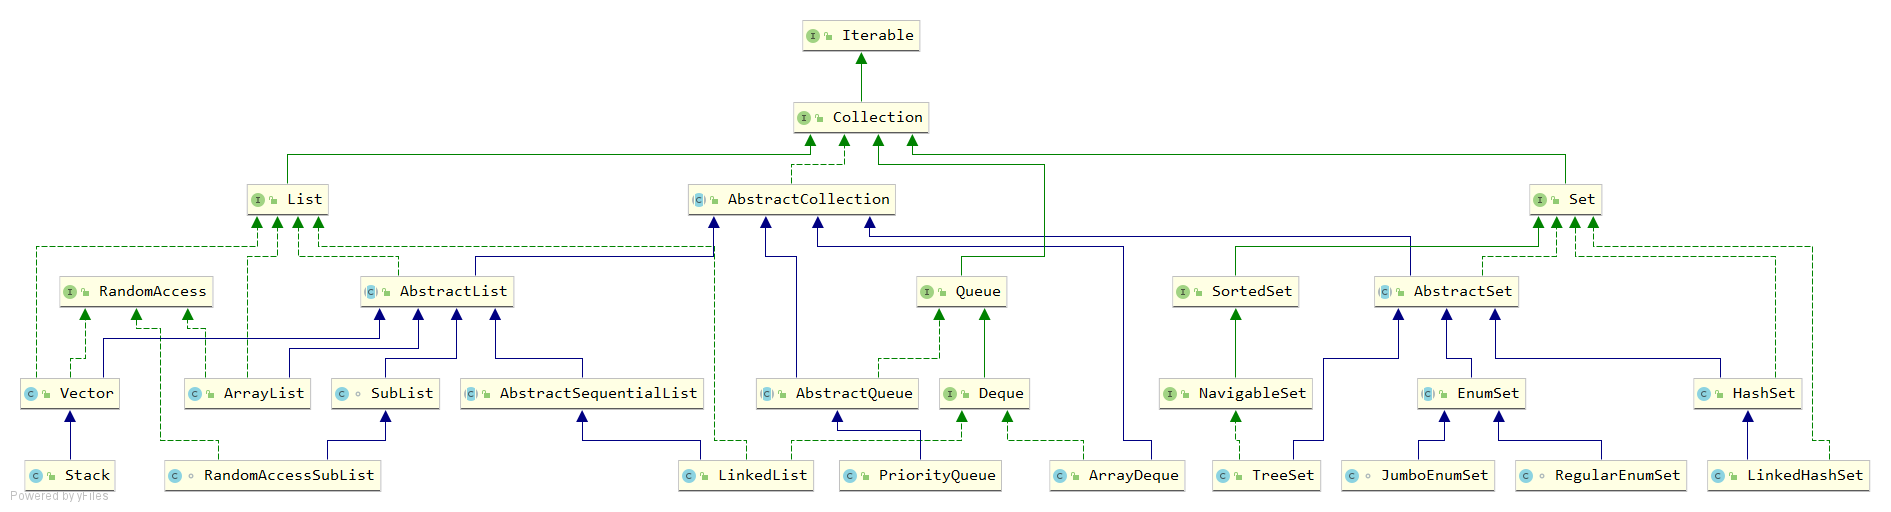 I Iterable
I Collection
I List
C AbstractCollection
I Set
I RandomAccess
C AbstractList
I Queue
I SortedSet
C AbstractSet
C Vector
C ArrayList
C SubList
C AbstractSequentialList
C AbstractQueue
I Deque
I NavigableSet
C EnumSet
C HashSet
C Stack
C RandomAccessSubList
C LinkedList
C PriorityQueue
C ArrayDeque
C TreeSet
C JumboEnumSet
C RegularEnumSet
C LinkedHashSet
Powered by yFiles